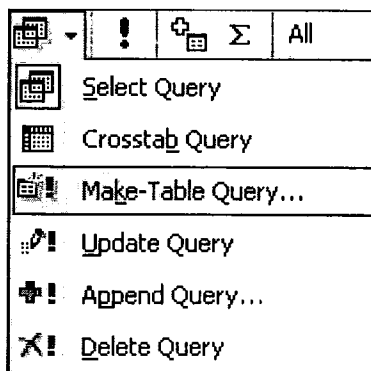 All
Select Query
Crosstab Query
Make-Table Query...
Update Query
Append Query...
Delete Query